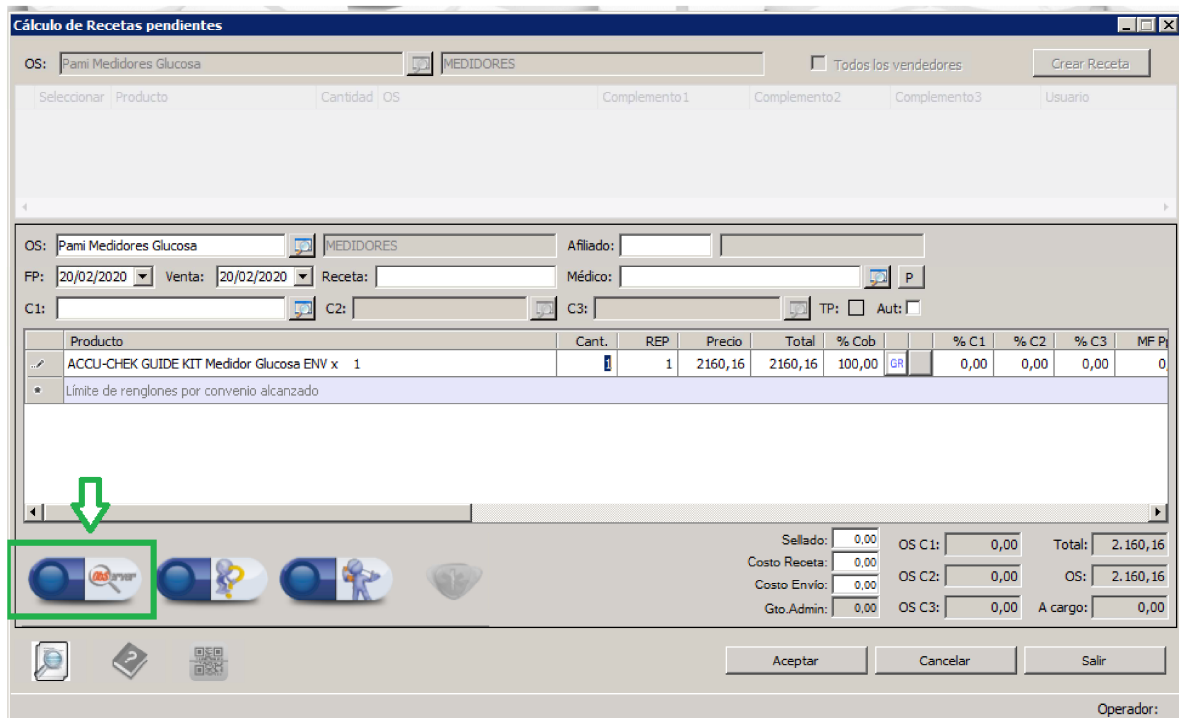 Cálculo de Recetas pendientes
OS: Pami Medidores Glucosa MEDIDORES Todos los vendedores Crear Receta
Seleccionar Producto Cantidad OS Complemento1 Complemento2 Complemento3 Usuario
OS: Pami Medidores Glucosa MEDIDORES Afiliado:
FP: 20/02/2020 Venta: 20/02/2020 Receta: Médico: P
C1: C2: C3: TP: Aut:
Producto Cant. REP Precio Total % Cob % C1 % C2 % C3 MF
ACCU-CHEK GUIDE KIT Medidor Glucosa ENV x 1 1 1 2160,16 2160,16 100,00 GR 0,00 0,00 0,00 0,
Límite de renglones por convenio alcanzado
Sellado: 0,00 OS C1: 0,00 Total: 2.160,16
Costo Receta: 0,00
Costo Envío: 0,00 OS C2: 0,00 OS: 2.160,16
Gto.Admin: 0,00 OS C3: 0,00 A cargo: 0,00
Observer
Aceptar Cancelar Salir
Operador: